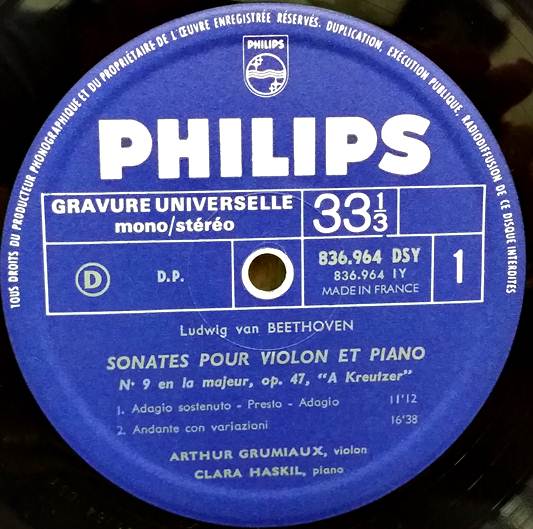 TOUS DROITS DU PRODUCTEUR PHONOGRAPHIQUE ET DU PROPRIÉTAIRE DE L'ŒUVRE ENREGISTRÉE RÉSERVÉS. DUPLICATION, EXÉCUTION PUBLIQUE, RADIODIFFUSION DE CE DISQUE INTERDITES
PHILIPS
PHILIPS
GRAVURE UNIVERSELLE
mono/stéréo
33 1/3
D
D.P.
836.964 DSY
836.964 IY
MADE IN FRANCE
1
Ludwig van BEETHOVEN
SONATES POUR VIOLON ET PIANO
N° 9 en la majeur, op. 47, "A Kreutzer"
1. Adagio sostenuto - Presto - Adagio 11'12
2. Andante con variazioni 16'38
ARTHUR GRUMIAUX, violon
CLARA HASKIL, piano